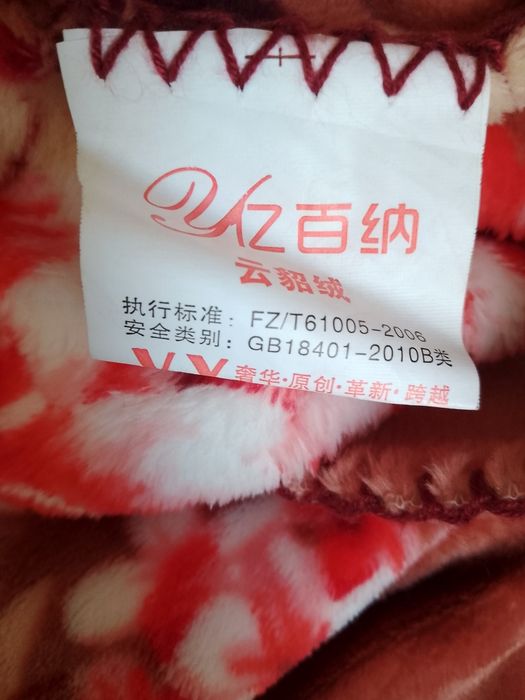 亿百纳
云貂绒
执行标准：FZ/T61005-2006
安全类别：GB18401-2010B类
奢华·原创·革新·跨越